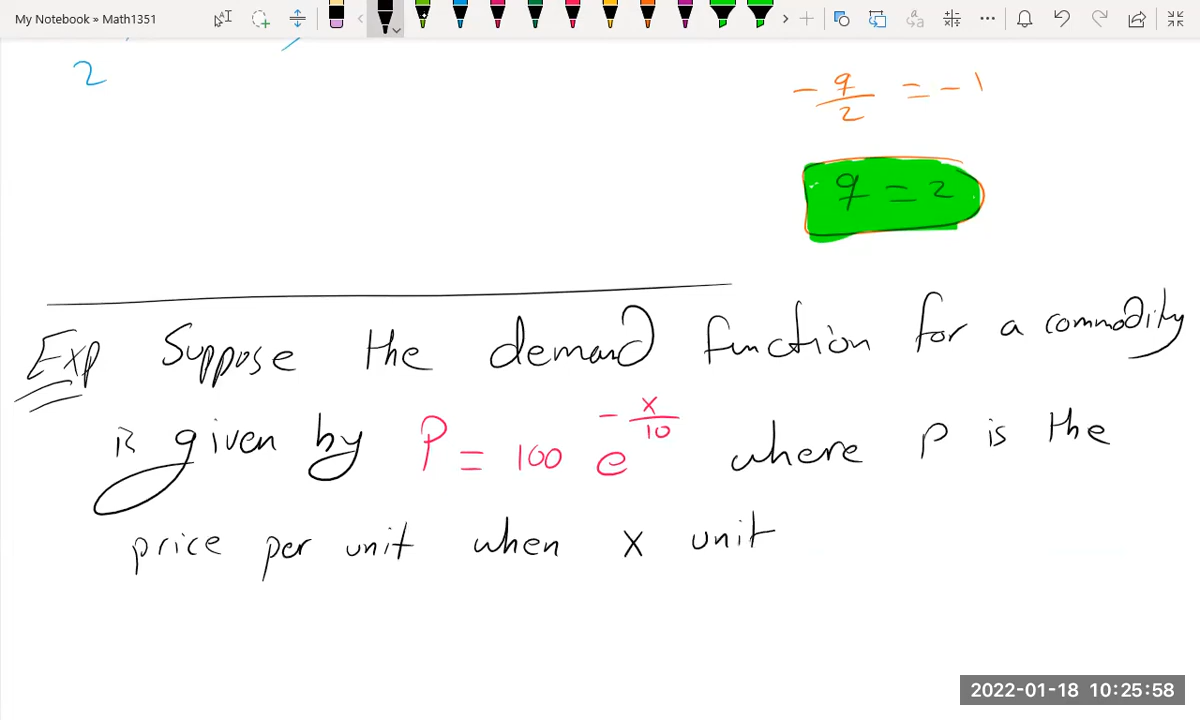 My Notebook » Math1351
2
- q/2 = -1
q = 2
Exp Suppose the demand function for a commodity
is given by P = 100 e^(-x/10) where p is the
price per unit when x unit
2022-01-18 10:25:58